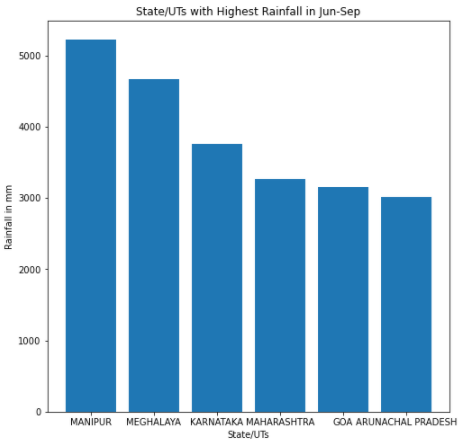 State/UTs with Highest Rainfall in Jun-Sep
5000
4000
3000
2000
1000
0
Rainfall in mm
MANIPUR MEGHALAYA KARNATAKA MAHARASHTRA GOA ARUNACHAL PRADESH
State/UTs